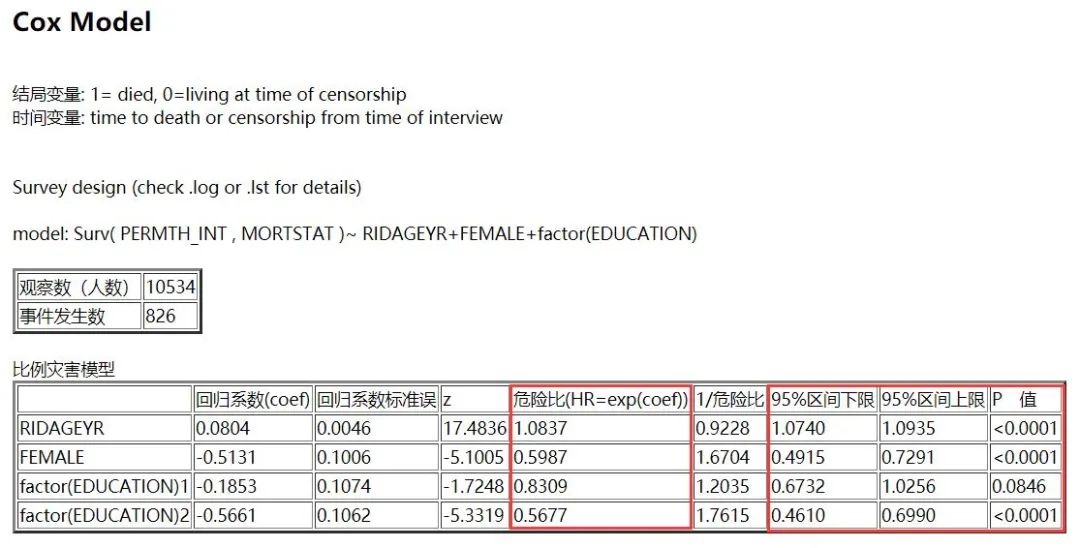 Cox Model
结局变量: 1= died, 0=living at time of censorship
时间变量: time to death or censorship from time of interview
Survey design (check .log or .lst for details)
model: Surv( PERMTH_INT , MORTSTAT )~ RIDAGEYR+FEMALE+factor(EDUCATION)
观察数（人数） 10534
事件发生数 826
比例灾害模型
回归系数(coef) 回归系数标准误 z 危险比(HR=exp(coef)) 1/危险比 95%区间下限 95%区间上限 P 值
RIDAGEYR 0.0804 0.0046 17.4836 1.0837 0.9228 1.0740 1.0935 <0.0001
FEMALE -0.5131 0.1006 -5.1005 0.5987 1.6704 0.4915 0.7291 <0.0001
factor(EDUCATION)1 -0.1853 0.1074 -1.7248 0.8309 1.2035 0.6732 1.0256 0.0846
factor(EDUCATION)2 -0.5661 0.1062 -5.3319 0.5677 1.7615 0.4610 0.6990 <0.0001